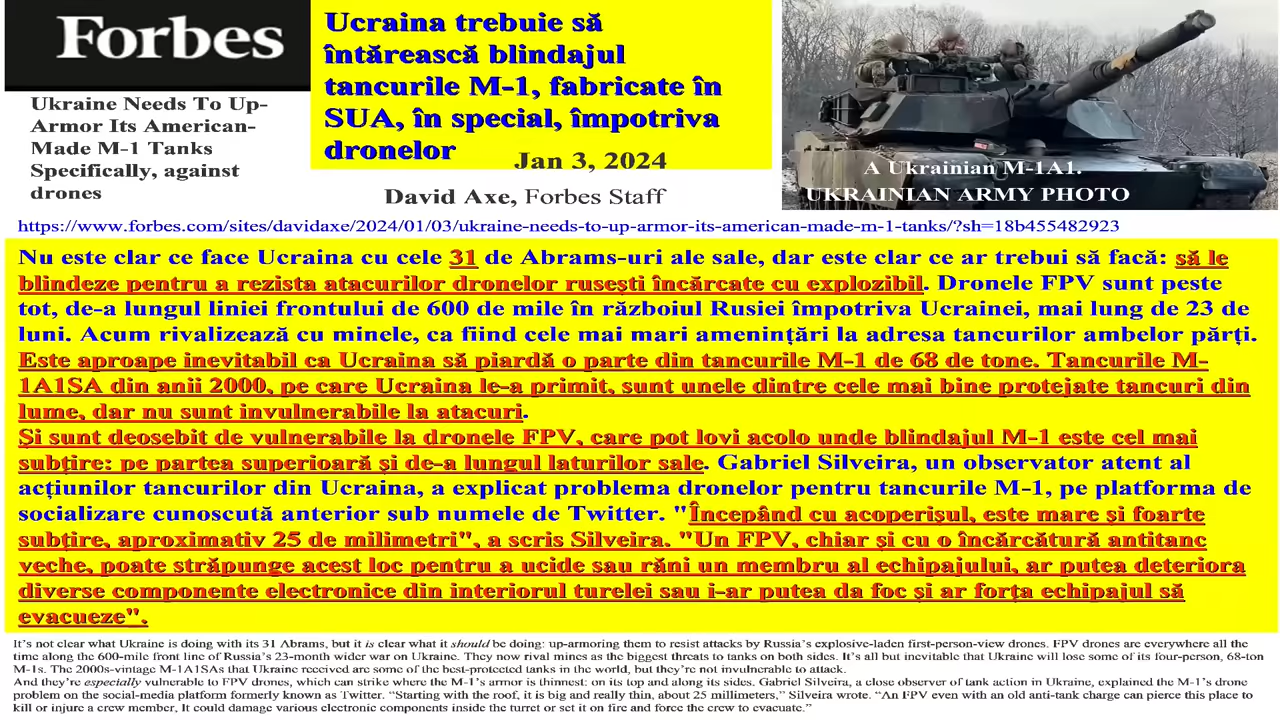 Forbes
Ukraine Needs To Up-
Armor Its American-
Made M-1 Tanks
Specifically, against
drones
Ucraina trebuie să
întărească blindajul
tancurile M-1, fabricate în
SUA, în special, împotriva
dronelor
Jan 3, 2024
David Axe, Forbes Staff
A Ukrainian M-1A1.
UKRAINIAN ARMY PHOTO
https://www.forbes.com/sites/davidaxe/2024/01/03/ukraine-needs-to-up-armor-its-american-made-m-1-tanks/?sh=18b455482923
Nu este clar ce face Ucraina cu cele 31 de Abrams-uri ale sale, dar este clar ce ar trebui să facă: să le
blindeze pentru a rezista atacurilor dronelor rusești încărcate cu explozibil. Dronele FPV sunt peste
tot, de-a lungul liniei frontului de 600 de mile în războiul Rusiei împotriva Ucrainei, mai lung de 23 de
luni. Acum rivalizează cu minele, ca fiind cele mai mari amenințări la adresa tancurilor ambelor părți.
Este aproape inevitabil ca Ucraina să piardă o parte din tancurile M-1 de 68 de tone. Tancurile M-
1A1SA din anii 2000, pe care Ucraina le-a primit, sunt unele dintre cele mai bine protejate tancuri din
lume, dar nu sunt invulnerabile la atacuri.
Și sunt deosebit de vulnerabile la dronele FPV, care pot lovi acolo unde blindajul M-1 este cel mai
subțire: pe partea superioară și de-a lungul laturilor sale. Gabriel Silveira, un observator atent al
acțiunilor tancurilor din Ucraina, a explicat problema dronelor pentru tancurile M-1, pe platforma de
socializare cunoscută anterior sub numele de Twitter. "Începând cu acoperișul, este mare și foarte
subțire, aproximativ 25 de milimetri", a scris Silveira. "Un FPV, chiar și cu o încărcătură antitanc
veche, poate străpunge acest loc pentru a ucide sau răni un membru al echipajului, ar putea deteriora
diverse componente electronice din interiorul turelei sau i-ar putea da foc și ar forța echipajul să
evacueze".
It's not clear what Ukraine is doing with its 31 Abrams, but it is clear what it should be doing: up-armoring them to resist attacks by Russia's explosive-laden first-person-view drones. FPV drones are everywhere all the
time along the 600-mile front line of Russia's 23-month wider war on Ukraine. They now rival mines as the biggest threats to tanks on both sides. It's all but inevitable that Ukraine will lose some of its four-person, 68-ton
M-1s. The 2000s-vintage M-1A1SAs that Ukraine received are some of the best-protected tanks in the world, but they're not invulnerable to attack.
And they're especially vulnerable to FPV drones, which can strike where the M-1's armor is thinnest: on its top and along its sides. Gabriel Silveira, a close observer of tank action in Ukraine, explained the M-1's drone
problem on the social-media platform formerly known as Twitter. “Starting with the roof, it is big and really thin, about 25 millimeters,” Silveira wrote. “An FPV even with an old anti-tank charge can pierce this place to
kill or injure a crew member, It could damage various electronic components inside the turret or set it on fire and force the crew to evacuate.”